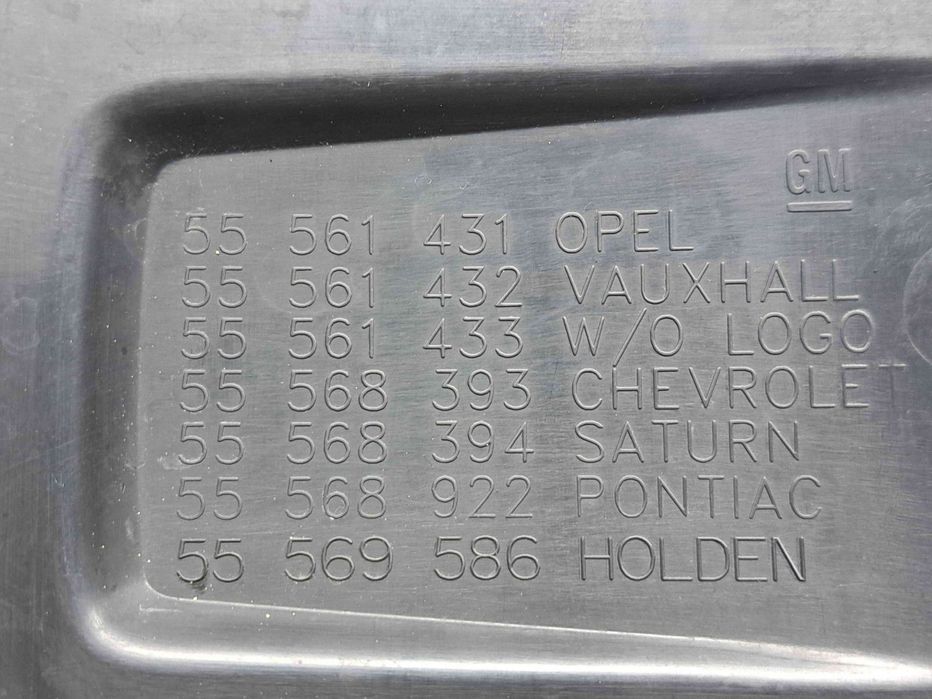 GM
55 561 431 OPEL
55 561 432 VAUXHALL
55 561 433 W/O LOGO
55 568 393 CHEVROLET
55 568 394 SATURN
55 568 922 PONTIAC
55 569 586 HOLDEN